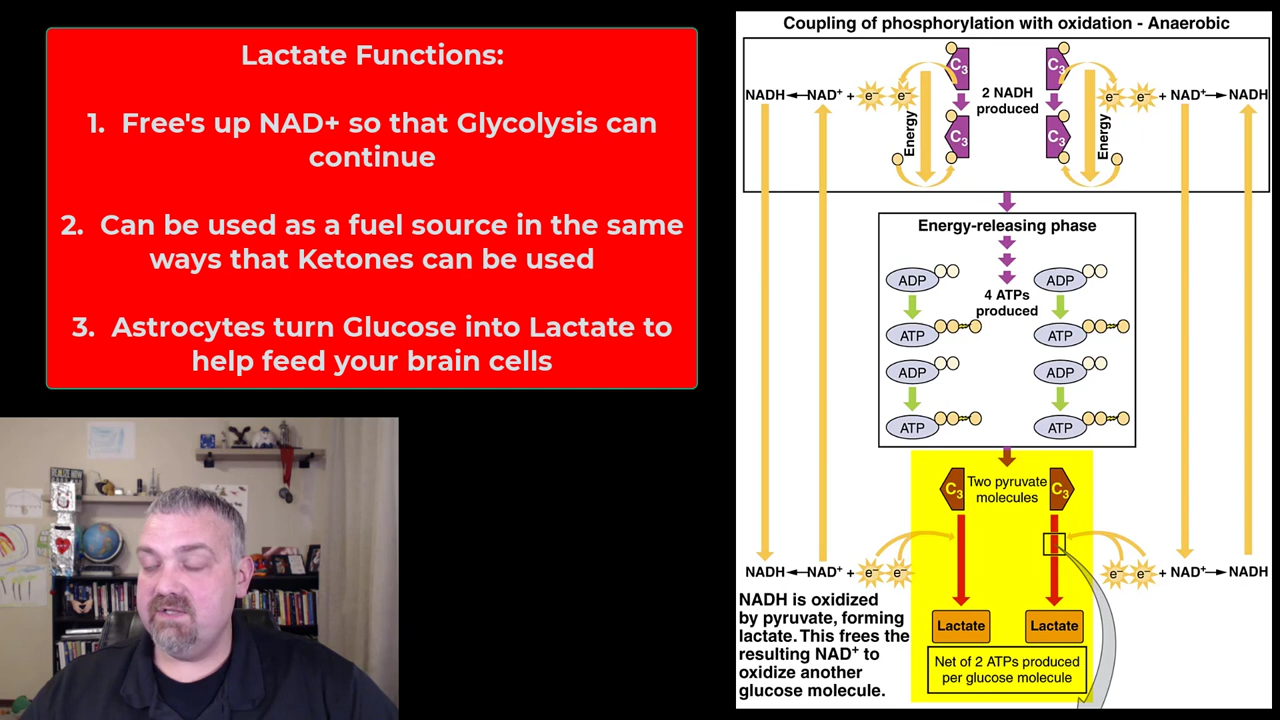 Lactate Functions:
1. Free's up NAD+ so that Glycolysis can
continue
2. Can be used as a fuel source in the same
ways that Ketones can be used
3. Astrocytes turn Glucose into Lactate to
help feed your brain cells
Coupling of phosphorylation with oxidation - Anaerobic
C₃
C₃
NADH
NAD⁺ +
e⁻
e⁻
2 NADH
produced
e⁻
e⁻
+ NAD⁺
NADH
Energy
C₃
C₃
Energy
Energy-releasing phase
ADP
ADP
4 ATPs
produced
ATP
ATP
ADP
ADP
ATP
ATP
C₃
Two pyruvate
molecules
C₃
NADH
NAD⁺ +
e⁻
e⁻
e⁻
e⁻
+ NAD⁺
NADH
NADH is oxidized
by pyruvate, forming
lactate. This frees the
resulting NAD⁺ to
oxidize another
glucose molecule.
Lactate
Lactate
Net of 2 ATPs produced
per glucose molecule